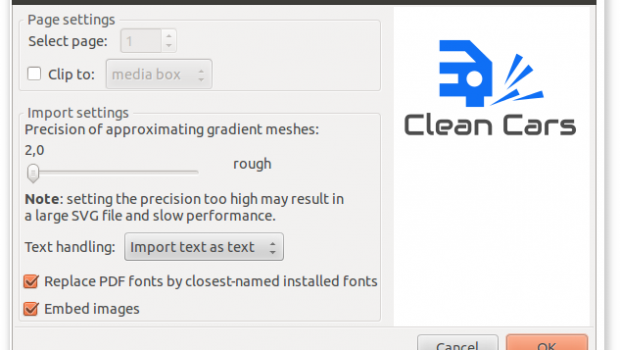 Page settings
Select page: 1
Clip to: media box
Import settings
Precision of approximating gradient meshes:
2,0
rough
Note: setting the precision too high may result in
a large SVG file and slow performance.
Text handling: Import text as text
Replace PDF fonts by closest-named installed fonts
Embed images
Clean Cars
Cancel OK